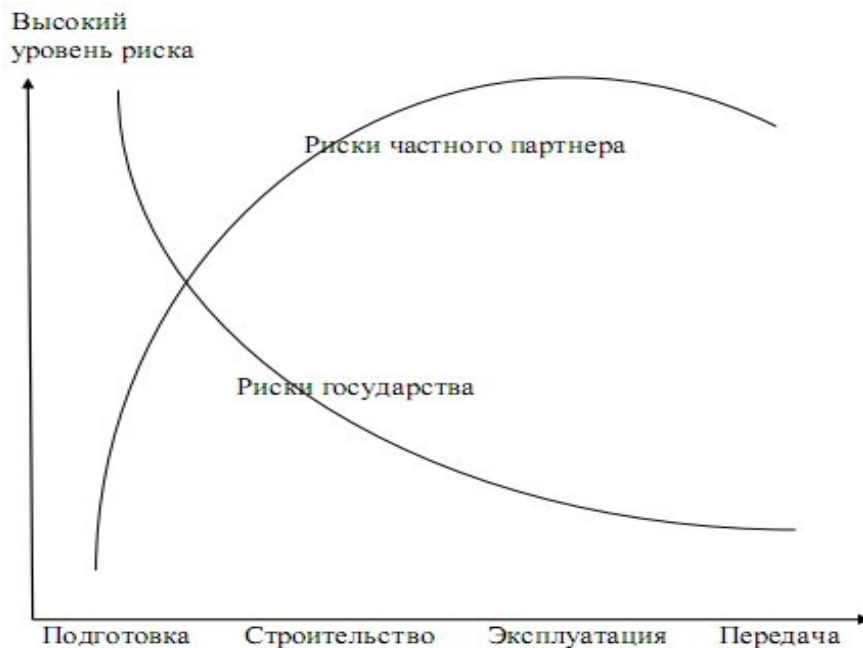 Высокий
уровень риска
Риски частного партнера
Риски государства
Подготовка Строительство Эксплуатация Передача